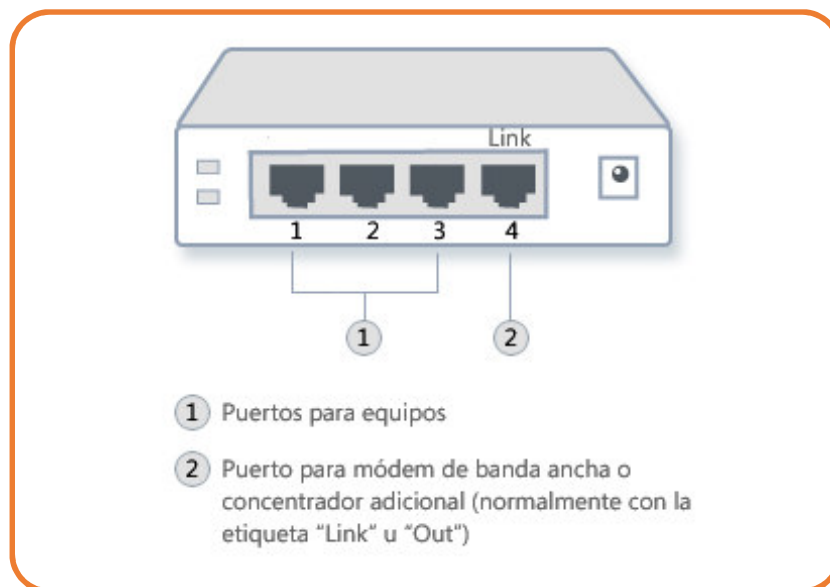 Link
1 2 3 4
1 2
1 Puertos para equipos
2 Puerto para módem de banda ancha o
concentrador adicional (normalmente con la
etiqueta "Link" u "Out")